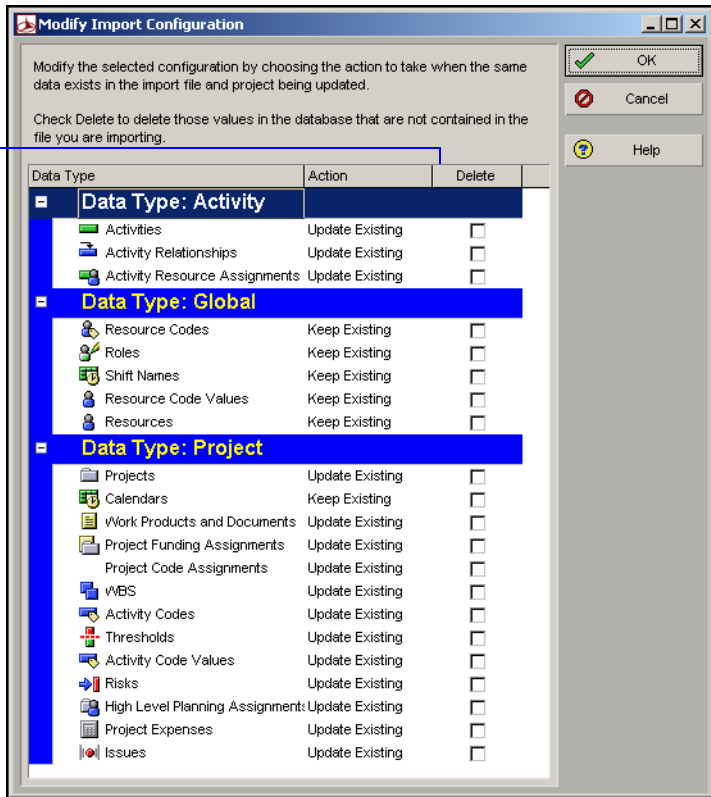 Modify Import Configuration
Modify the selected configuration by choosing the action to take when the same
data exists in the import file and project being updated.
Check Delete to delete those values in the database that are not contained in the
file you are importing.
OK
Cancel
Help
Data Type Action Delete
Data Type: Activity
Activities Update Existing
Activity Relationships Update Existing
Activity Resource Assignments Update Existing
Data Type: Global
Resource Codes Keep Existing
Roles Keep Existing
Shift Names Keep Existing
Resource Code Values Keep Existing
Resources Keep Existing
Data Type: Project
Projects Update Existing
Calendars Keep Existing
Work Products and Documents Update Existing
Project Funding Assignments Update Existing
Project Code Assignments Update Existing
WBS Update Existing
Activity Codes Update Existing
Thresholds Update Existing
Activity Code Values Update Existing
Risks Update Existing
High Level Planning Assignments Update Existing
Project Expenses Update Existing
Issues Update Existing